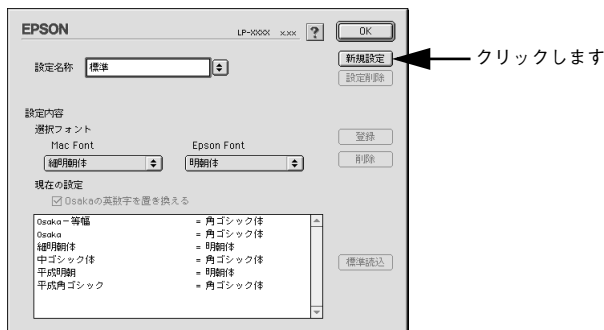 EPSON LP-XXXX x.xx ? OK
設定名称 標準 新規設定 クリックします
設定削除
設定内容
選択フォント 登録
Mac Font Epson Font
細明朝体 明朝体 削除
現在の設定
Osakaの英数字を置き換える
Osaka−等幅 = 角ゴシック体
Osaka = 角ゴシック体
細明朝体 = 明朝体
中ゴシック体 = 角ゴシック体 標準読込
平成明朝 = 明朝体
平成角ゴシック = 角ゴシック体